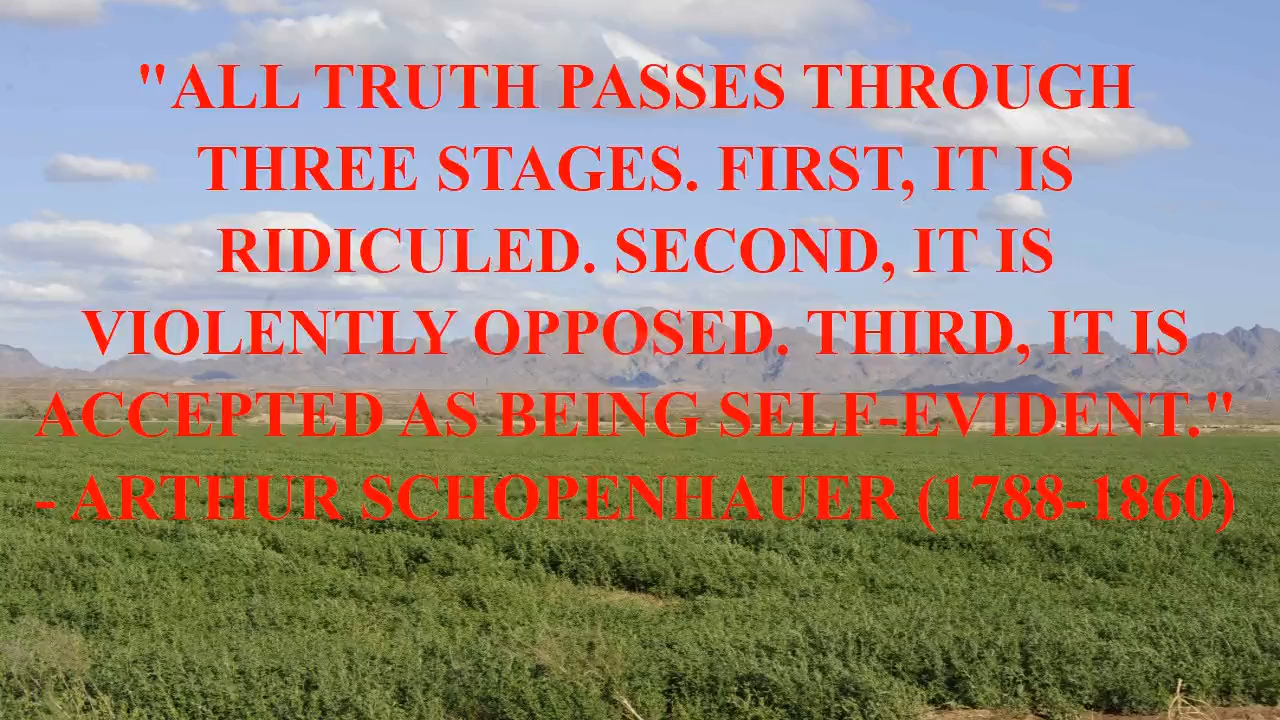 "ALL TRUTH PASSES THROUGH
THREE STAGES. FIRST, IT IS
RIDICULED. SECOND, IT IS
VIOLENTLY OPPOSED. THIRD, IT IS
ACCEPTED AS BEING SELF-EVIDENT."
- ARTHUR SCHOPENHAUER (1788-1860)